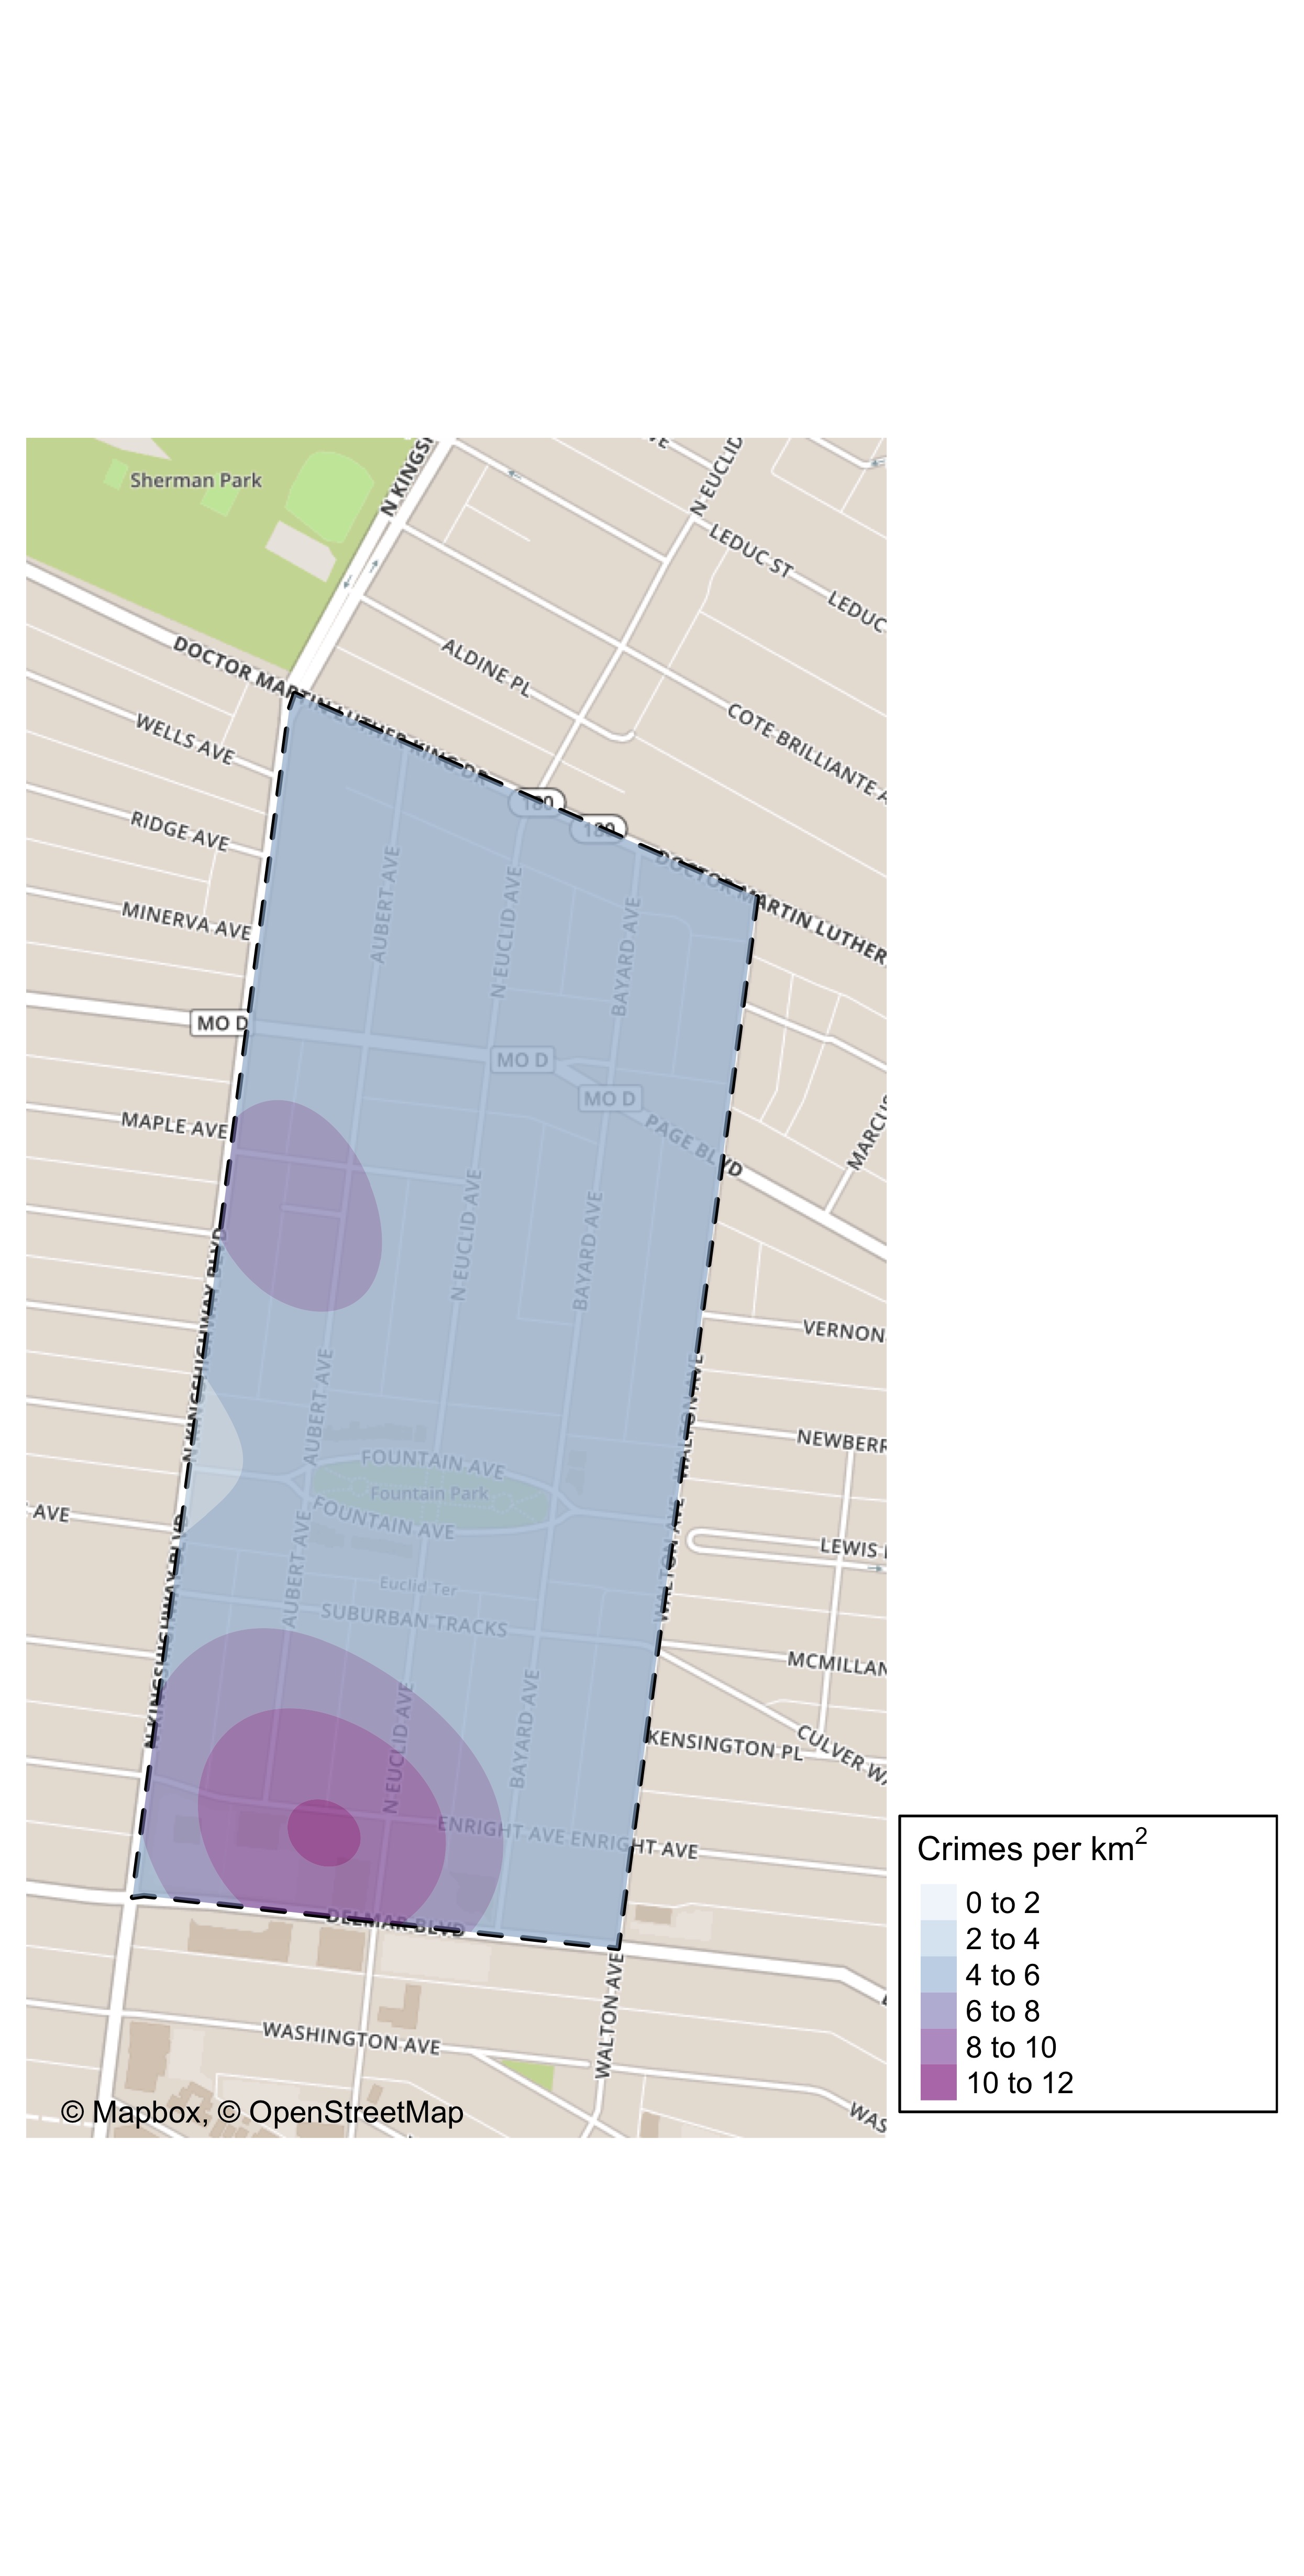 N KINGSH
N EUCLID
Sherman Park
LEDUC ST
LEDUC
DOCTOR MARTIN LUTHER KING DR
ALDINE PL
COTE BRILLIANTE A
WELLS AVE
180
180
RIDGE AVE
DOCTOR MARTIN LUTHER
AUBERT AVE
N EUCLID AVE
BAYARD AVE
MINERVA AVE
MO D
MO D
MO D
PAGE BLVD
MARCUS
MAPLE AVE
N EUCLID AVE
BAYARD AVE
N KINGSHIGHWAY BLVD
VERNON
AUBERT AVE
WALTON AVE
NEWBERR
FOUNTAIN AVE
Fountain Park
FOUNTAIN AVE
AVE
WALTON AVE
LEWIS
AUBERT AVE
Euclid Ter
SUBURBAN TRACKS
N KINGSHIGHWAY BLVD
MCMILLAN
N EUCLID AVE
BAYARD AVE
KENSINGTON PL
CULVER WA
ENRIGHT AVE
ENRIGHT AVE
DELMAR BLVD
WALTON AVE
WASHINGTON AVE
WAS
© Mapbox, © OpenStreetMap
Crimes per km²
0 to 2
2 to 4
4 to 6
6 to 8
8 to 10
10 to 12